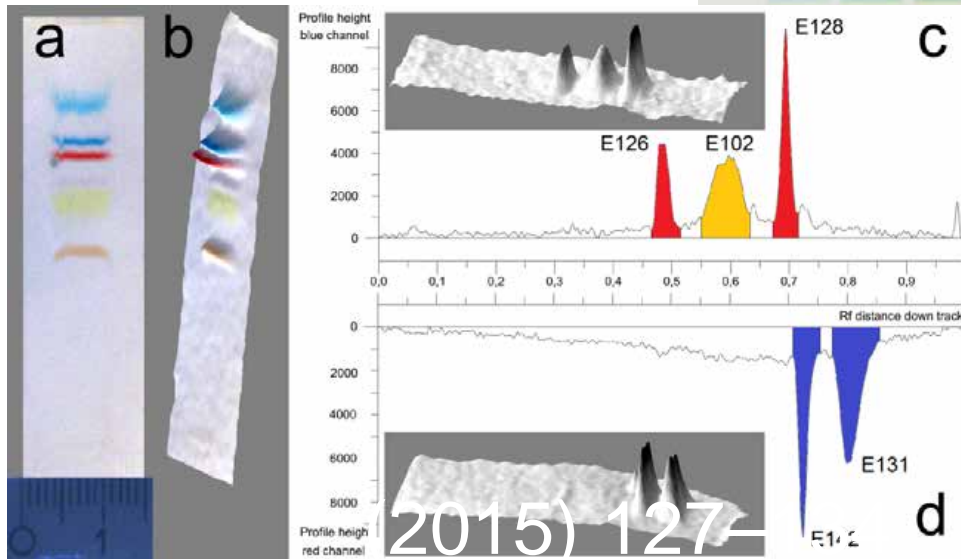 a
b
c
Profile height
blue channel
8000
6000
4000
2000
0
E126
E102
E128
0,0 0,1 0,2 0,3 0,4 0,5 0,6 0,7 0,8 0,9
Rf distance down track
0
2000
4000
6000
8000
E131
d
Profile heigh
red channel
(2015) 127–
0 1